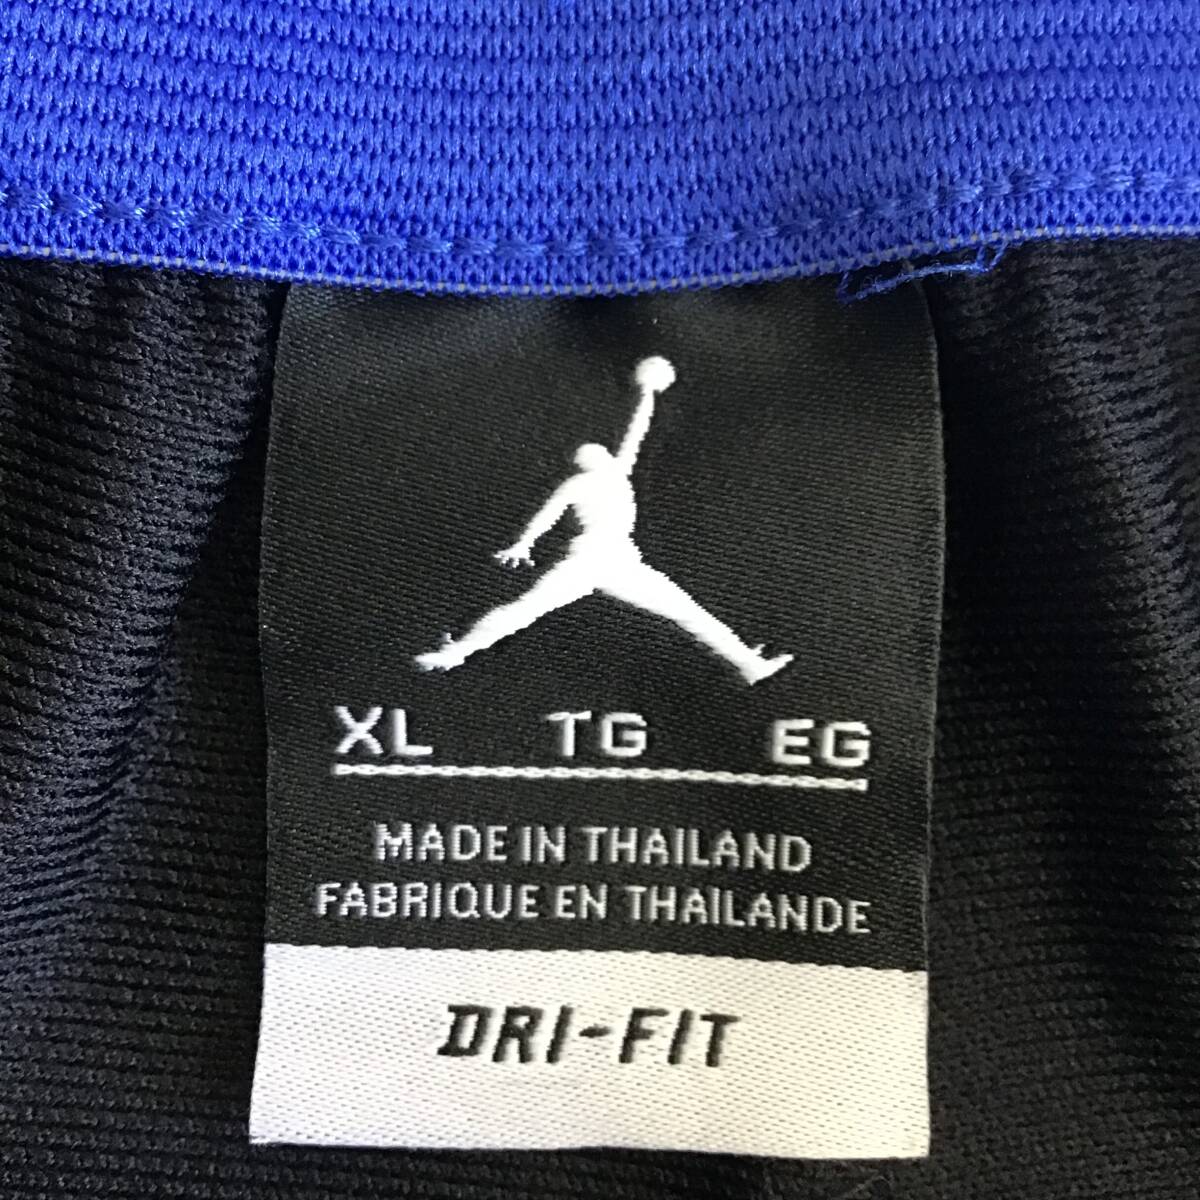 XL TG EG
MADE IN THAILAND
FABRIQUE EN THAILANDE
DRI-FIT